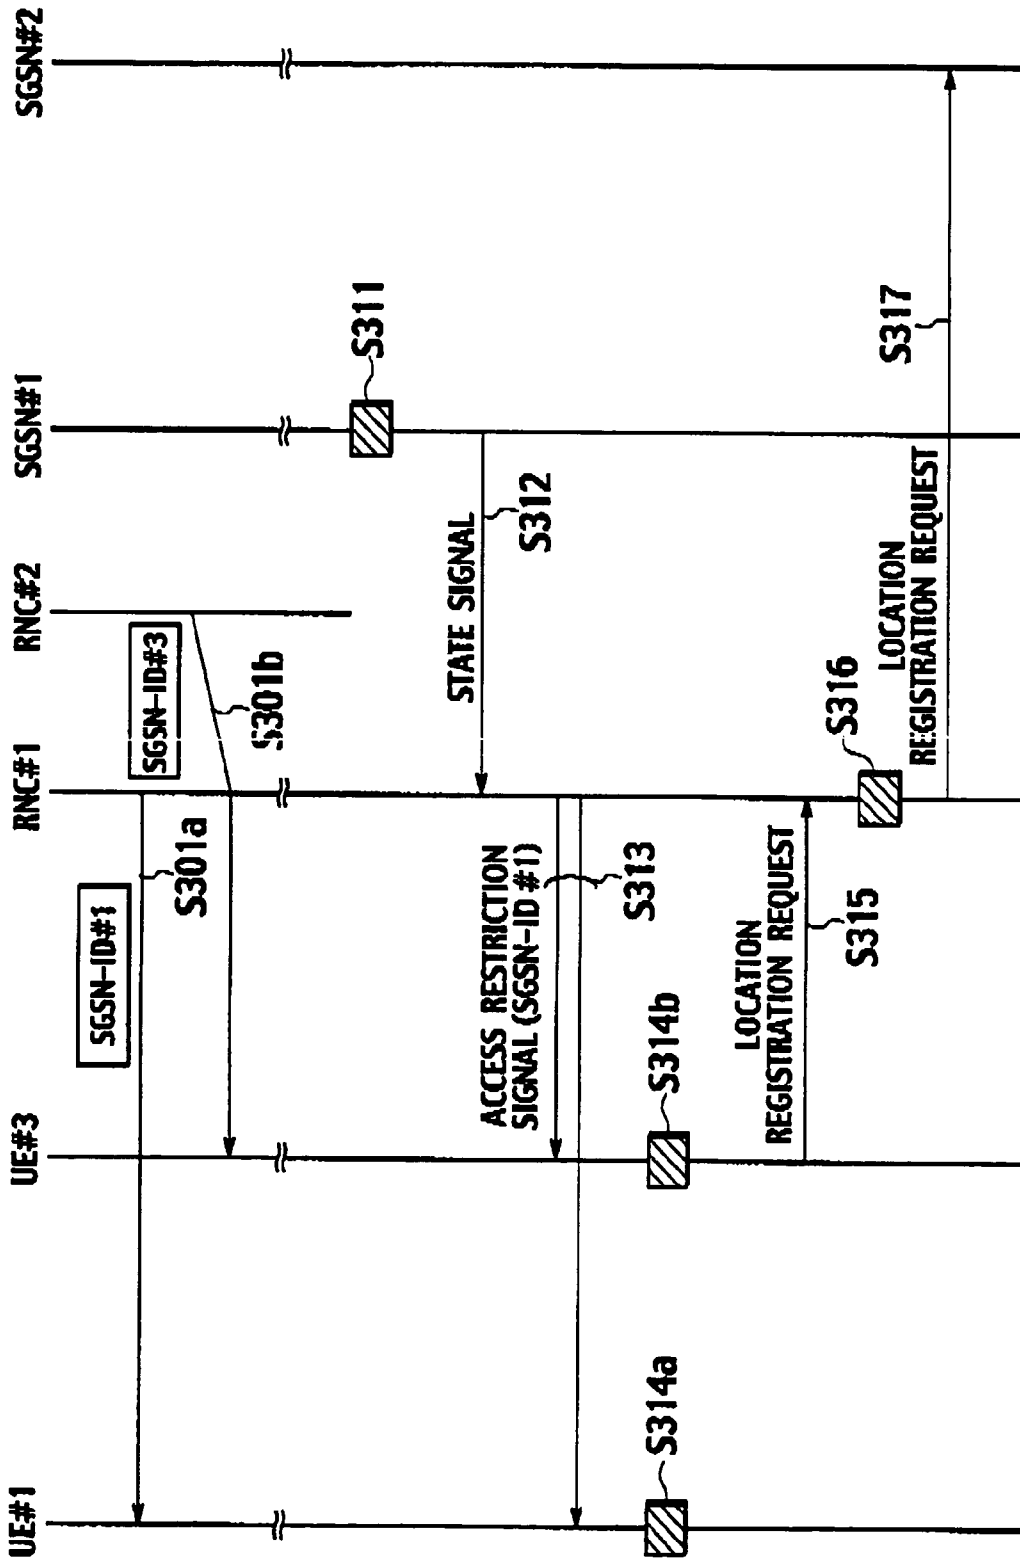 UE#1
UE#3
RNC#1
RNC#2
SGSN#1
SGSN#2
SGSN-ID#1
S301a
SGSN-ID#3
S301b
S311
STATE SIGNAL
S312
ACCESS RESTRICTION
SIGNAL (SGSN-ID #1)
S313
S314a
S314b
LOCATION
REGISTRATION REQUEST
S315
S316
LOCATION
REGISTRATION REQUEST
S317